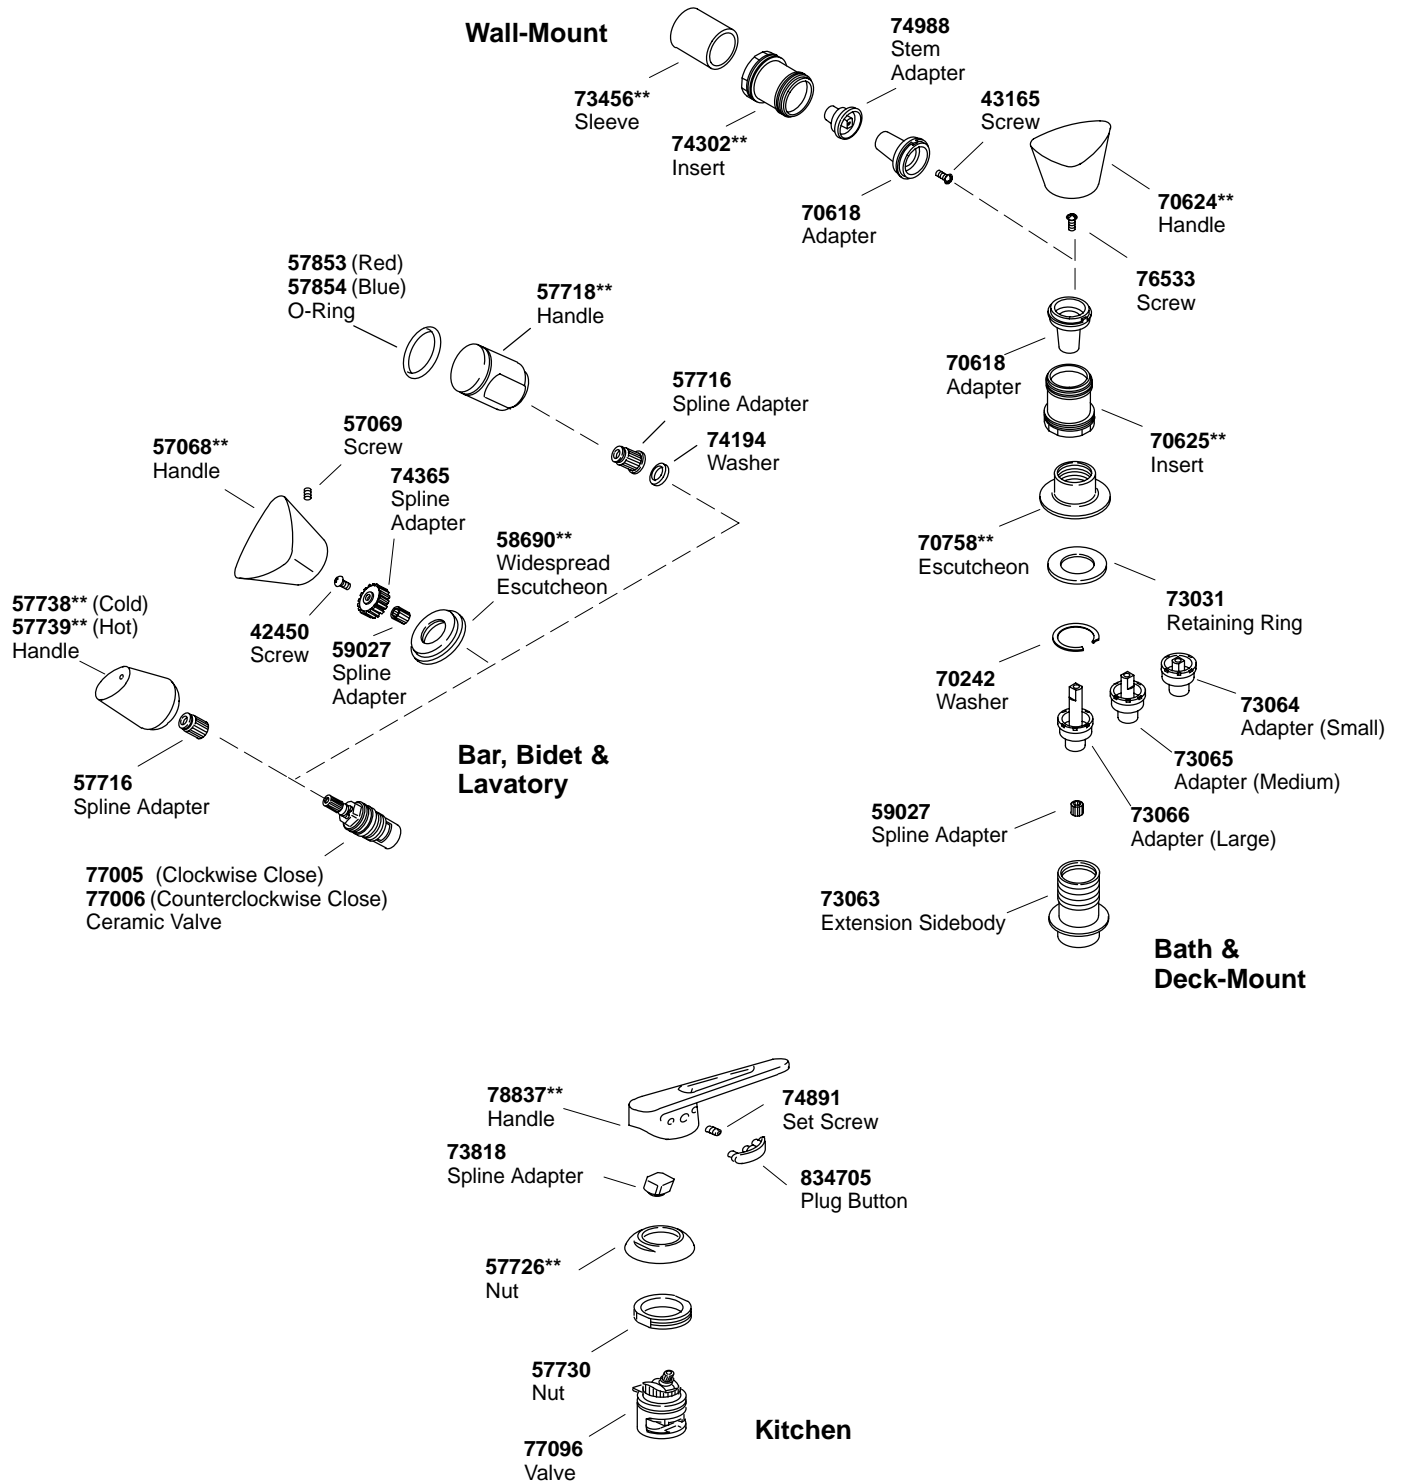 Wall-Mount
74988
Stem
Adapter
73456**
Sleeve
43165
Screw
74302**
Insert
70618
Adapter
70624**
Handle
76533
Screw
57853 (Red)
57854 (Blue)
O-Ring
57718**
Handle
70618
Adapter
57716
Spline Adapter
57069
Screw
74194
Washer
57068**
Handle
70625**
Insert
74365
Spline
Adapter
58690**
Widespread
Escutcheon
70758**
Escutcheon
57738** (Cold)
57739** (Hot)
Handle
42450
Screw
59027
Spline
Adapter
73031
Retaining Ring
70242
Washer
73064
Adapter (Small)
Bar, Bidet &
Lavatory
73065
Adapter (Medium)
57716
Spline Adapter
59027
Spline Adapter
73066
Adapter (Large)
77005 (Clockwise Close)
77006 (Counterclockwise Close)
Ceramic Valve
73063
Extension Sidebody
Bath &
Deck-Mount
78837**
Handle
74891
Set Screw
73818
Spline Adapter
834705
Plug Button
57726**
Nut
57730
Nut
77096
Valve
Kitchen